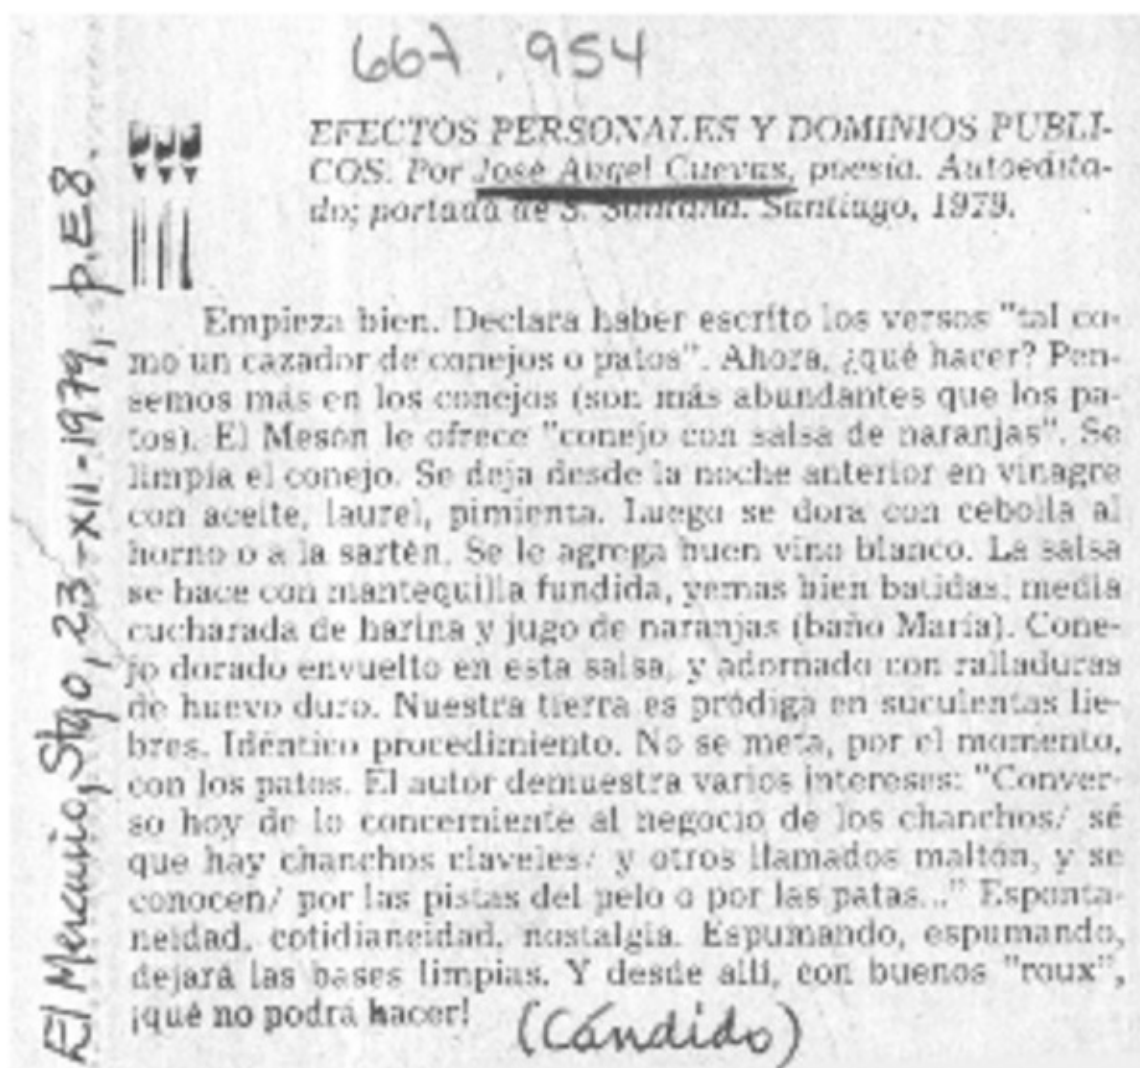 667.954
EFECTOS PERSONALES Y DOMINIOS PUBLI-
COS. Por José Angel Cuevas, poesía. Autoedita-
do; portada de S. Santana. Santiago, 1979.
Empieza bien. Declara haber escrito los versos "tal co-
mo un cazador de conejos o patos". Ahora, ¿qué hacer? Pen-
semos más en los conejos (son más abundantes que los pa-
tos). El Mesón le ofrece "conejo con salsa de naranjas". Se
limpia el conejo. Se deja desde la noche anterior en vinagre
con aceite, laurel, pimienta. Luego se dora con cebolla al
horno o a la sartén. Se le agrega buen vino blanco. La salsa
se hace con mantequilla fundida, yemas bien batidas, media
cucharada de harina y jugo de naranjas (baño María). Cone-
jo dorado envuelto en esta salsa, y adornado con ralladuras
de huevo duro. Nuestra tierra es pródiga en suculentas lie-
bres. Idéntico procedimiento. No se meta, por el momento,
con los patos. El autor demuestra varios intereses: "Conver-
so hoy de lo concerniente al negocio de los chanchos/ sé
que hay chanchos claveles/ y otros llamados maltón, y se
conocen/ por las pistas del pelo o por las patas..." Esponta-
neidad, cotidianeidad, nostalgia. Espumando, espumando,
dejará las bases limpias. Y desde allí, con buenos "roux",
¡qué no podrá hacer!
(Cándido)
El Mercurio, Stgo, 23-XII-1979, p.E8.